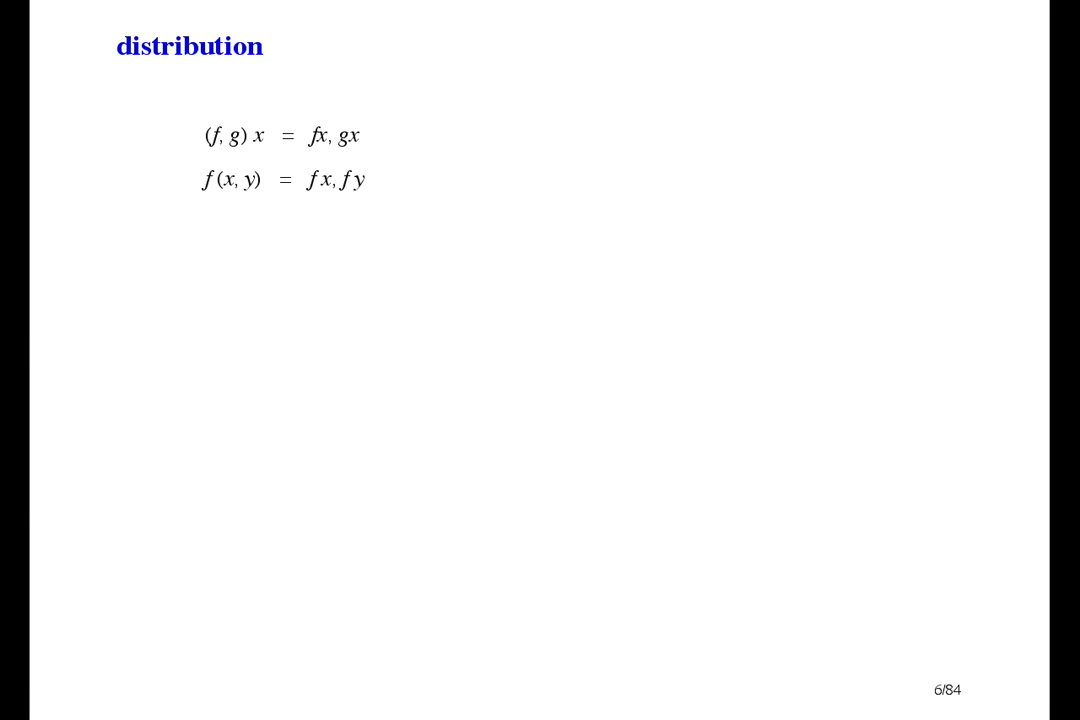 distribution
(f, g) x = fx, gx
f (x, y) = f x, f y
6/84